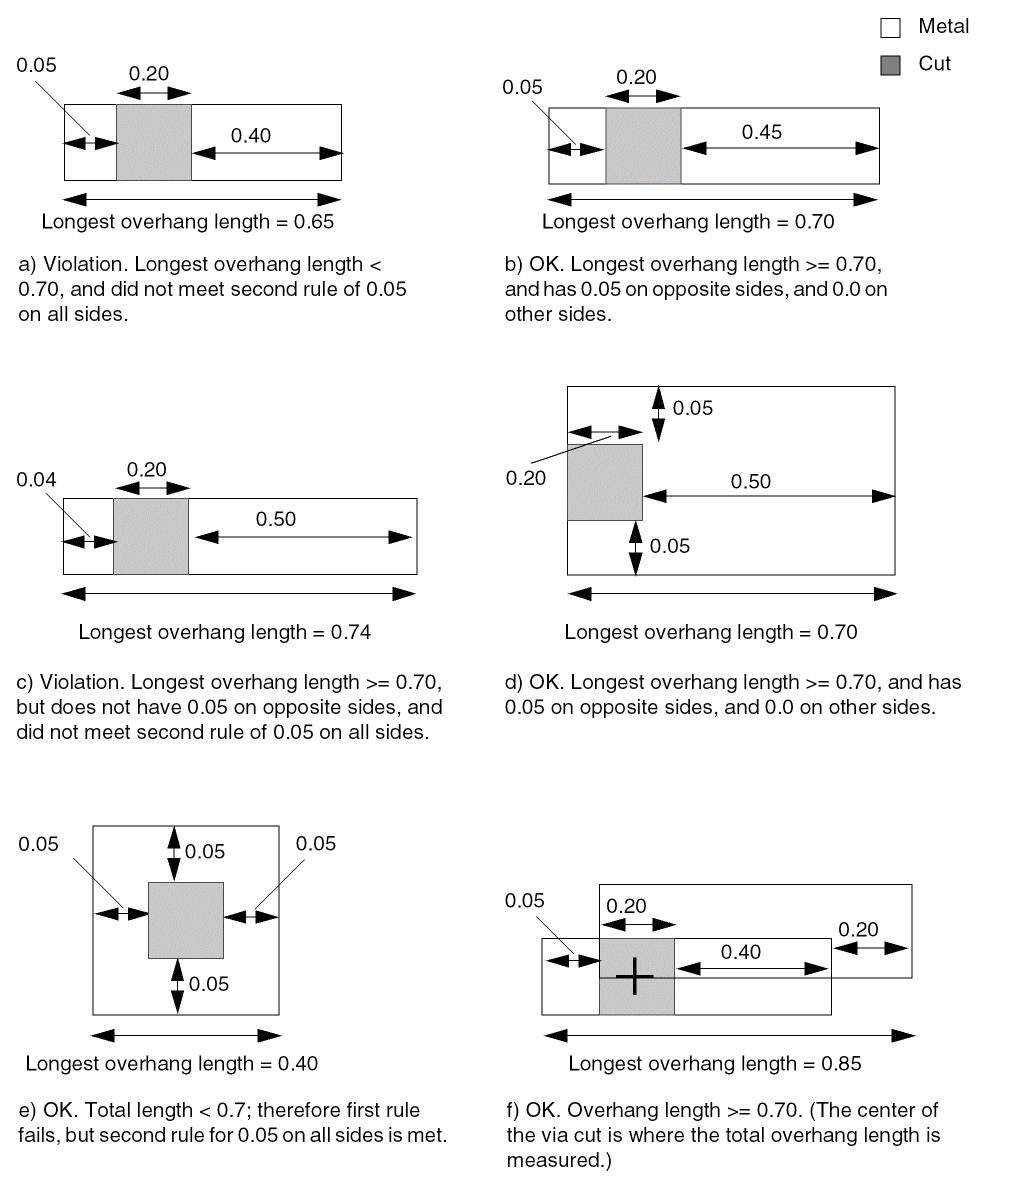 Metal
Cut
0.05
0.20
0.40
Longest overhang length = 0.65
a) Violation. Longest overhang length <
0.70, and did not meet second rule of 0.05
on all sides.
0.05
0.20
0.45
Longest overhang length = 0.70
b) OK. Longest overhang length >= 0.70,
and has 0.05 on opposite sides, and 0.0 on
other sides.
0.04
0.20
0.50
Longest overhang length = 0.74
c) Violation. Longest overhang length >= 0.70,
but does not have 0.05 on opposite sides, and
did not meet second rule of 0.05 on all sides.
0.05
0.20
0.50
0.05
Longest overhang length = 0.70
d) OK. Longest overhang length >= 0.70, and has
0.05 on opposite sides, and 0.0 on other sides.
0.05
0.05
0.05
0.05
Longest overhang length = 0.40
e) OK. Total length < 0.7; therefore first rule
fails, but second rule for 0.05 on all sides is met.
0.05
0.20
0.20
0.40
Longest overhang length = 0.85
f) OK. Overhang length >= 0.70. (The center of
the via cut is where the total overhang length is
measured.)